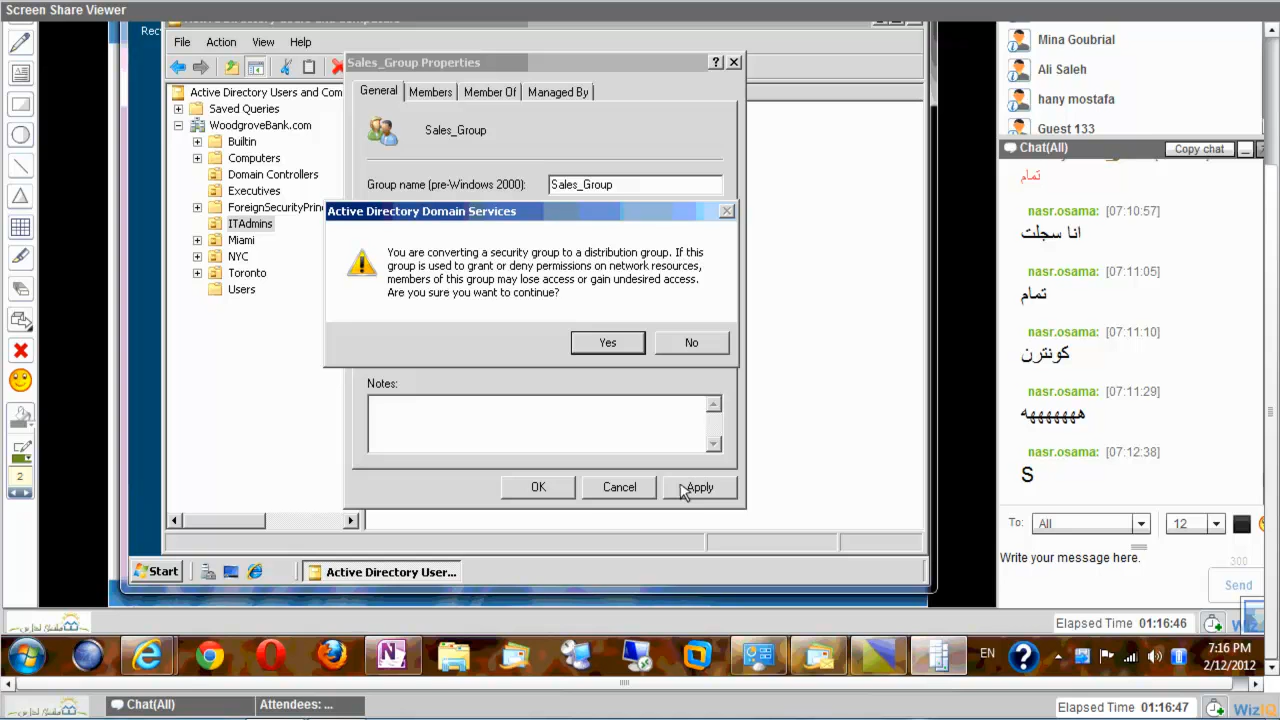 Screen Share Viewer
Recy
File Action View Help
Sales_Group Properties
General Members Member Of Managed By
Active Directory Users and Com
Saved Queries
WoodgroveBank.com
Builtin
Computers
Domain Controllers
Executives
ForeignSecurityPrinc
ITAdmins
Miami
NYC
Toronto
Users
Sales_Group
Group name (pre-Windows 2000): Sales_Group
Active Directory Domain Services
You are converting a security group to a distribution group. If this
group is used to grant or deny permissions on network resources,
members of this group may lose access or gain undesired access.
Are you sure you want to continue?
Yes No
Notes:
OK Cancel Apply
Start Active Directory User...
Mina Goubrial
Ali Saleh
hany mostafa
Guest 133
Chat(All) Copy chat
تمام
nasr.osama: [07:10:57]
انا سجلت
nasr.osama: [07:11:05]
تمام
nasr.osama: [07:11:10]
كونترن
nasr.osama: [07:11:29]
ههههههههه
nasr.osama: [07:12:38]
S
To: All 12
Write your message here.
300
Send
2
Elapsed Time 01:16:46
EN
7:16 PM
2/12/2012
Chat(All) Attendees: ...
Elapsed Time 01:16:47
WizIQ